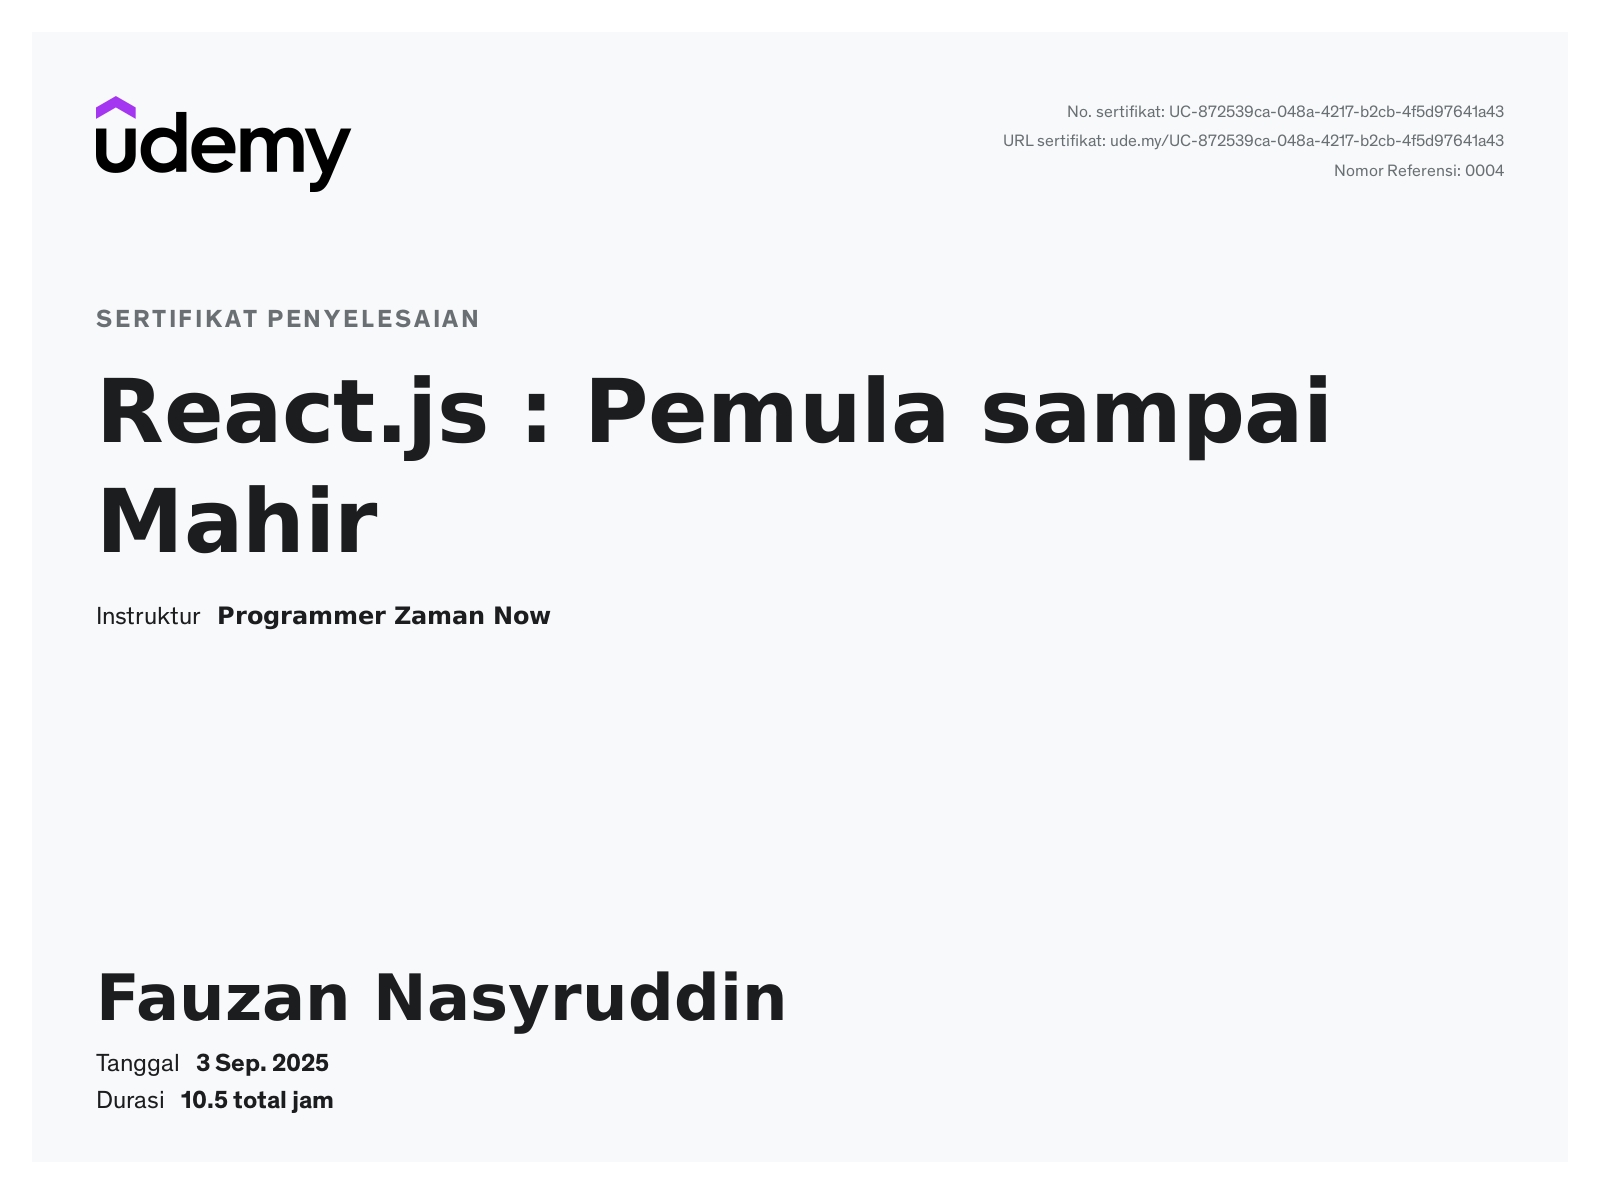 udemy
No. sertifikat: UC-872539ca-048a-4217-b2cb-4f5d97641a43
URL sertifikat: ude.my/UC-872539ca-048a-4217-b2cb-4f5d97641a43
Nomor Referensi: 0004
SERTIFIKAT PENYELESAIAN
React.js : Pemula sampai
Mahir
Instruktur Programmer Zaman Now
Fauzan Nasyruddin
Tanggal 3 Sep. 2025
Durasi 10.5 total jam